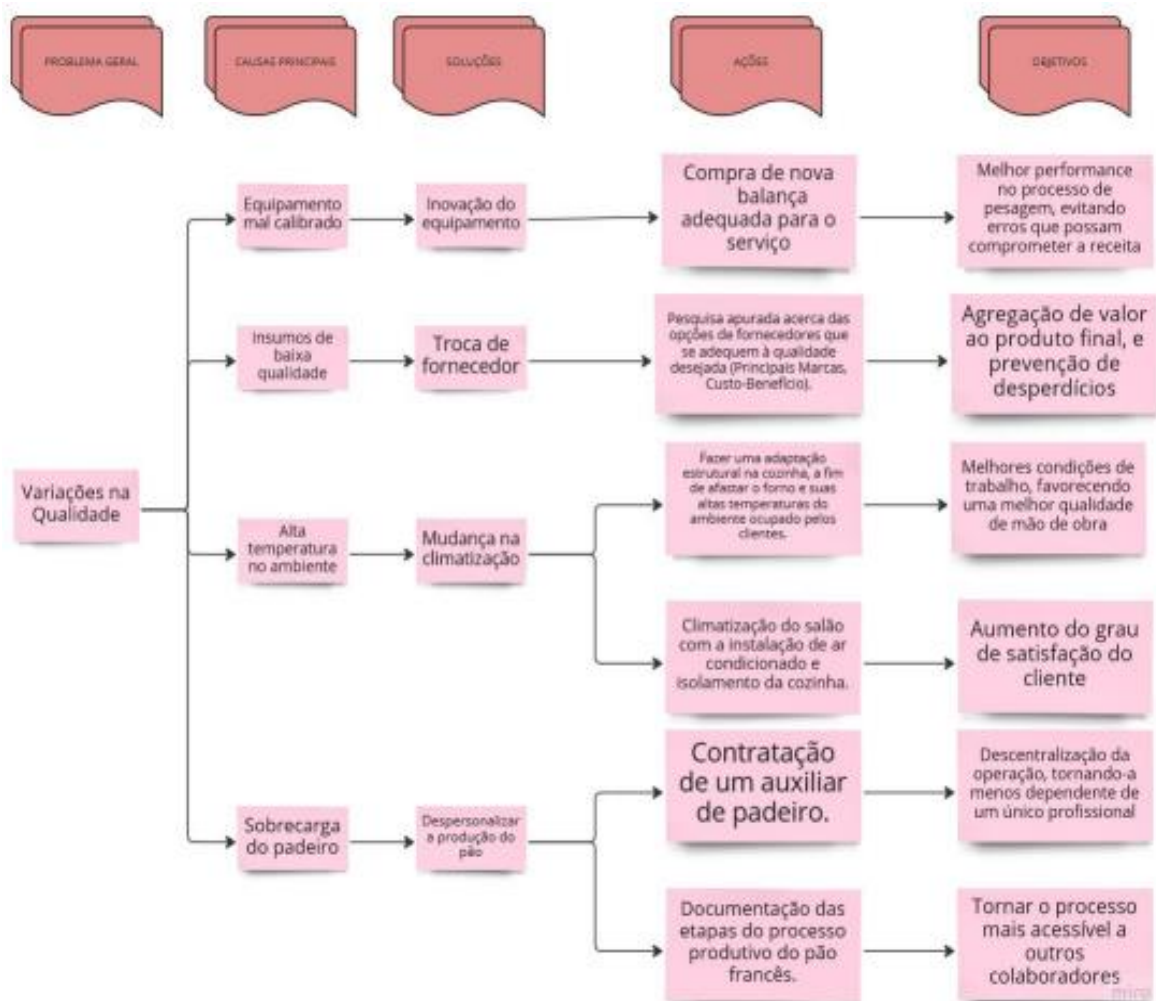 PROBLEMA GERAL
CAUSAS PRINCIPAIS
SOLUÇÕES
AÇÕES
OBJETIVOS
Variações na
Qualidade
Equipamento
mal calibrado
Inovação do
equipamento
Compra de nova
balança
adequada para o
serviço
Melhor performance
no processo de
pesagem, evitando
erros que possam
comprometer a receita
Insumos de
baixa
qualidade
Troca de
fornecedor
Pesquisa apurada acerca das
opções de fornecedores que
se adequem à qualidade
desejada (Principais Marcas,
Custo-Benefício).
Agregação de valor
ao produto final, e
prevenção de
desperdícios
Alta
temperatura
no ambiente
Mudança na
climatização
Fazer uma adaptação
estrutural na cozinha, a fim
de afastar o forno e suas
altas temperaturas do
ambiente ocupado pelos
clientes.
Melhores condições de
trabalho, favorecendo
uma melhor qualidade
de mão de obra
Climatização do salão
com a instalação de ar
condicionado e
isolamento da cozinha.
Aumento do grau
de satisfação do
cliente
Sobrecarga
do padeiro
Despersonalizar
a produção do
pão
Contratação
de um auxiliar
de padeiro.
Descentralização da
operação, tornando-a
menos dependente de
um único profissional
Documentação das
etapas do processo
produtivo do pão
francês.
Tornar o processo
mais acessível a
outros
colaboradores
miro